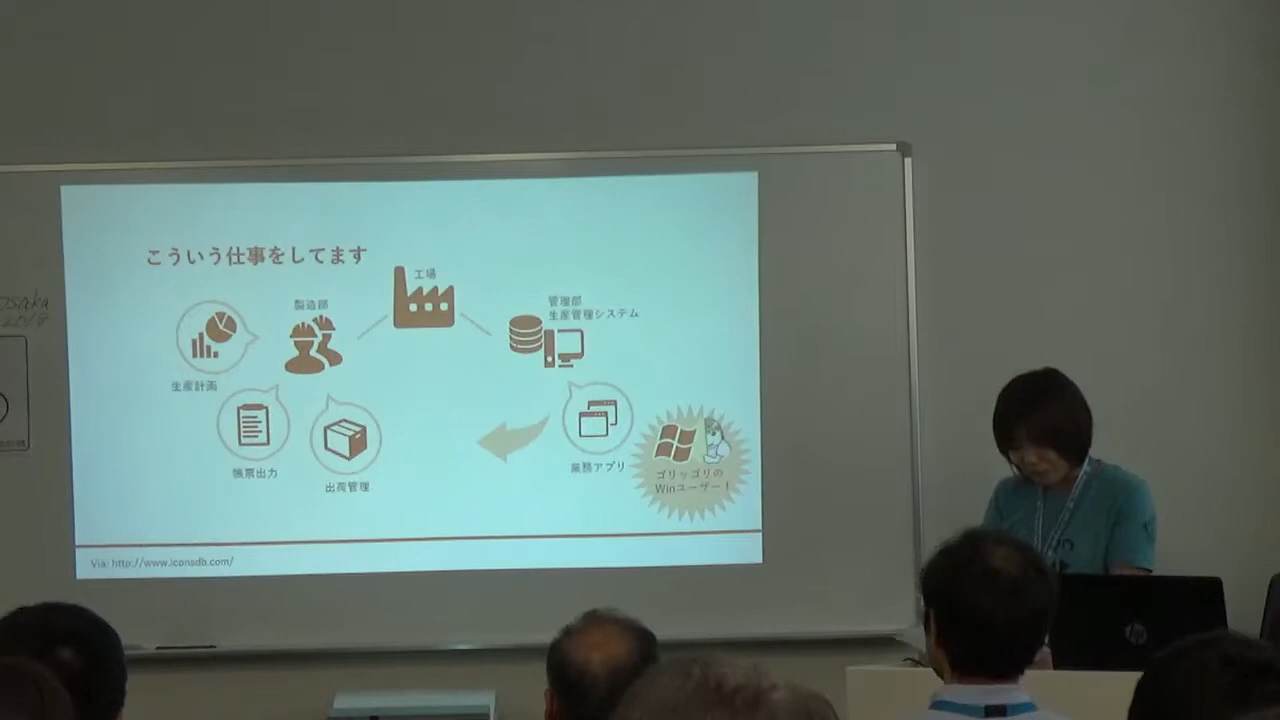 こういう仕事をしてます
工場
製造部
管理部
生産管理システム
生産計画
帳票出力
出荷管理
業務アプリ
ゴリッゴリの
Winユーザー!
Via: http://www.iconsdb.com/
osaka
2018
hp